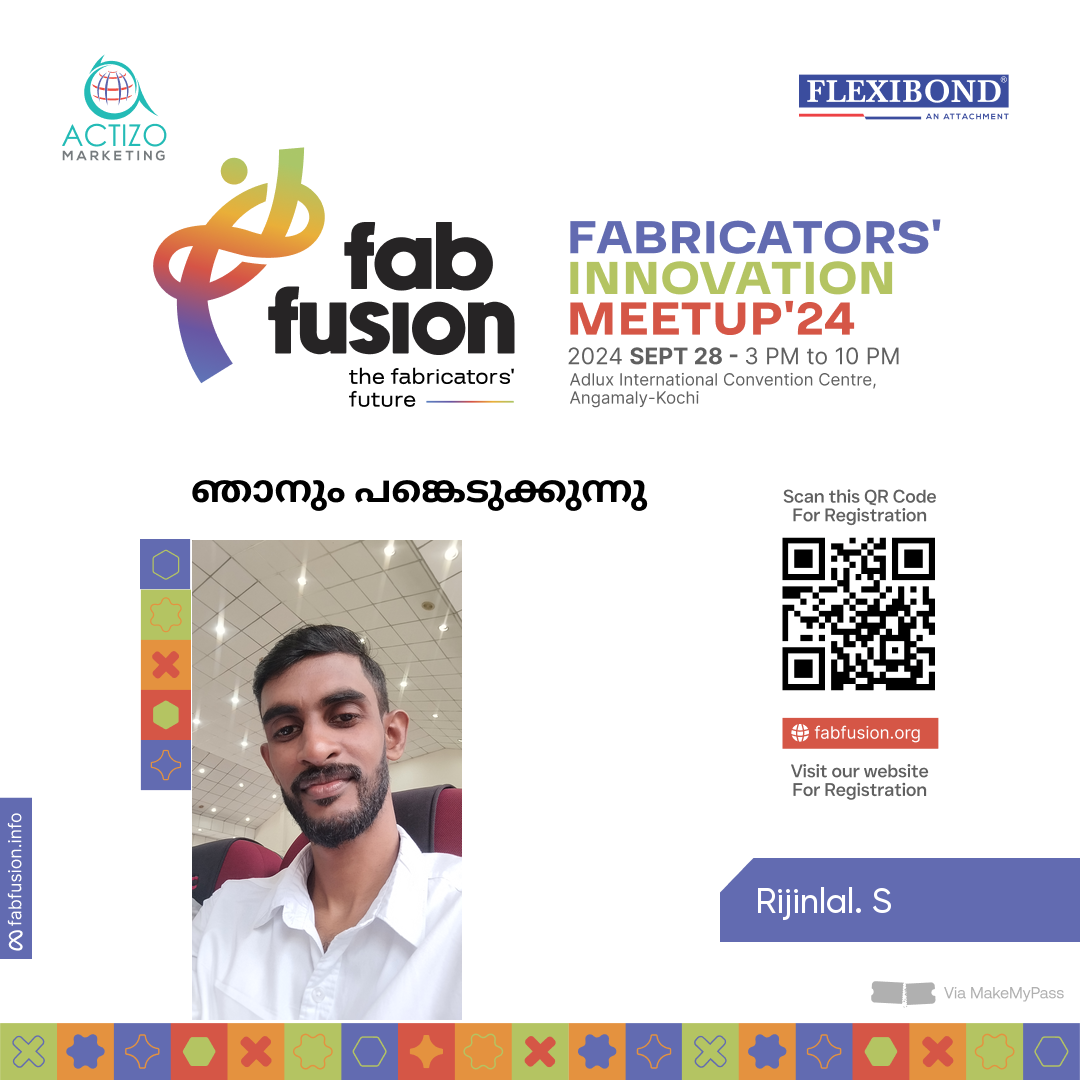 ACTIZO
MARKETING
FLEXIBOND®
AN ATTACHMENT
fab
fusion
the fabricators'
future
FABRICATORS'
INNOVATION
MEETUP'24
2024 SEPT 28 - 3 PM to 10 PM
Adlux International Convention Centre,
Angamaly-Kochi
ഞാനും പങ്കെടുക്കുന്നു
Scan this QR Code
For Registration
fabfusion.org
Visit our website
For Registration
fabfusion.info
Rijinlal. S
Via MakeMyPass